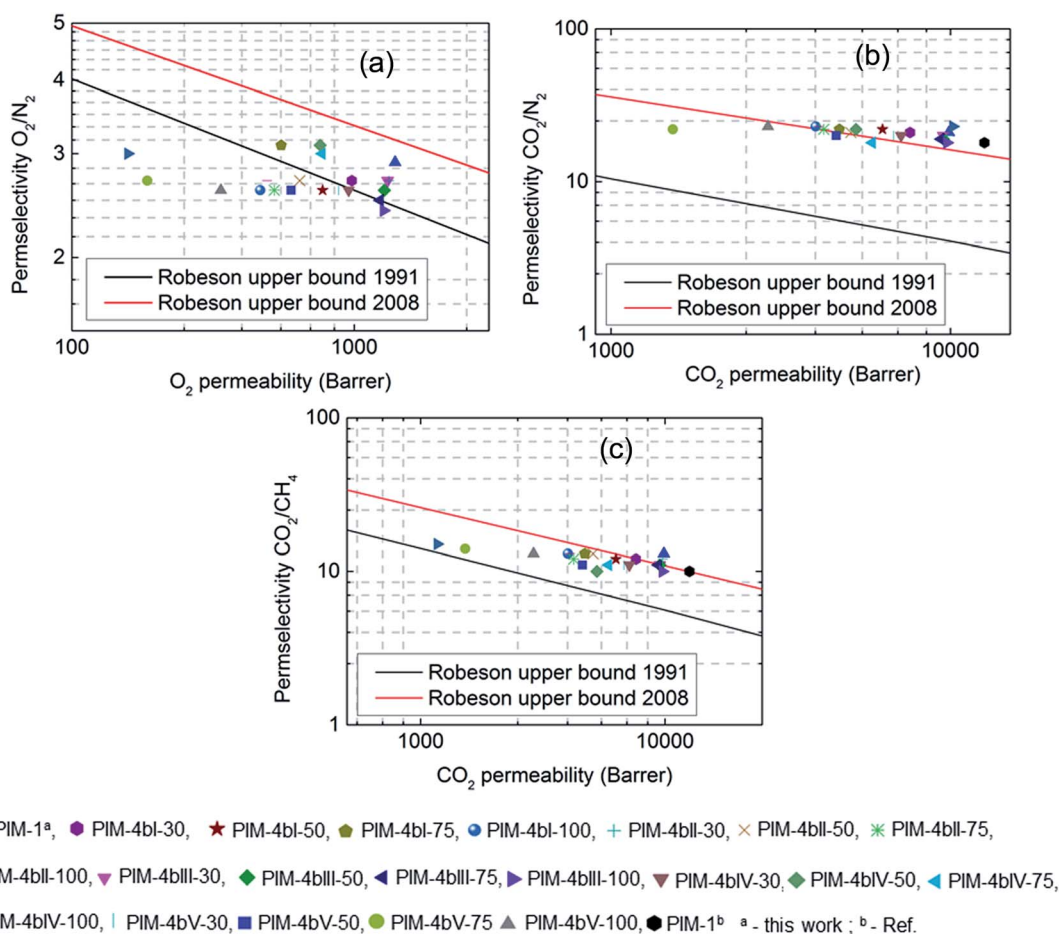 5
4
3
2
100
1000
Permselectivity O2/N2
(a)
Robeson upper bound 1991
Robeson upper bound 2008
O2 permeability (Barrer)
100
10
1
1000
10000
Permselectivity CO2/N2
(b)
Robeson upper bound 1991
Robeson upper bound 2008
CO2 permeability (Barrer)
100
10
1
1000
10000
Permselectivity CO2/CH4
(c)
Robeson upper bound 1991
Robeson upper bound 2008
CO2 permeability (Barrer)
PIM-1a, PIM-4bI-30, PIM-4bI-50, PIM-4bI-75, PIM-4bI-100, PIM-4bII-30, PIM-4bII-50, PIM-4bII-75,
IM-4bII-100, PIM-4bIII-30, PIM-4bIII-50, PIM-4bIII-75, PIM-4bIII-100, PIM-4bIV-30, PIM-4bIV-50, PIM-4bIV-75,
IM-4bIV-100, PIM-4bV-30, PIM-4bV-50, PIM-4bV-75 PIM-4bV-100, PIM-1b a - this work ; b - Ref.